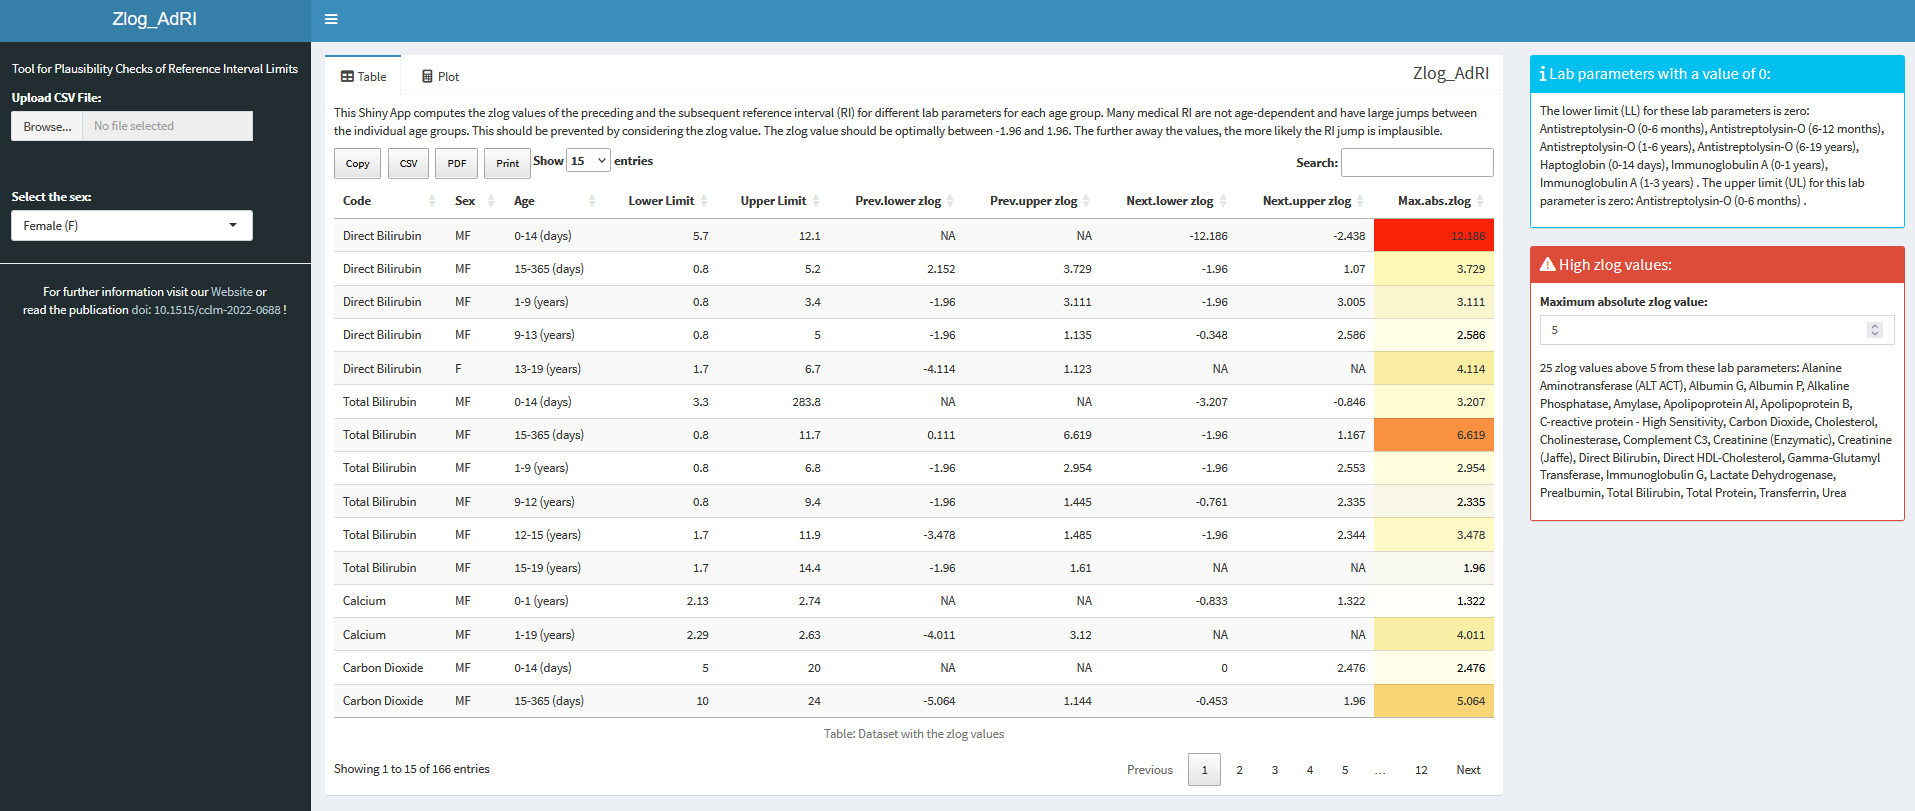 Zlog_AdRI
Tool for Plausibility Checks of Reference Interval Limits
Upload CSV File:
Browse... No file selected
Select the sex:
Female (F)
For further information visit our Website or
read the publication doi: 10.1515/cclm-2022-0688 !
Table Plot Zlog_AdRI
This Shiny App computes the zlog values of the preceding and the subsequent reference interval (RI) for different lab parameters for each age group. Many medical RI are not age-dependent and have large jumps between
the individual age groups. This should be prevented by considering the zlog value. The zlog value should be optimally between -1.96 and 1.96. The further away the values, the more likely the RI jump is implausible.
Copy CSV PDF Print Show 15 entries Search:
Code Sex Age Lower Limit Upper Limit Prev.lower zlog Prev.upper zlog Next.lower zlog Next.upper zlog Max.abs.zlog
Direct Bilirubin MF 0-14 (days) 5.7 12.1 NA NA -12.186 -2.438 12.186
Direct Bilirubin MF 15-365 (days) 0.8 5.2 2.152 3.729 -1.96 1.07 3.729
Direct Bilirubin MF 1-9 (years) 0.8 3.4 -1.96 3.111 -1.96 3.005 3.111
Direct Bilirubin MF 9-13 (years) 0.8 5 -1.96 1.135 -0.348 2.586 2.586
Direct Bilirubin F 13-19 (years) 1.7 6.7 -4.114 1.123 NA NA 4.114
Total Bilirubin MF 0-14 (days) 3.3 283.8 NA NA -3.207 -0.846 3.207
Total Bilirubin MF 15-365 (days) 0.8 11.7 0.111 6.619 -1.96 1.167 6.619
Total Bilirubin MF 1-9 (years) 0.8 6.8 -1.96 2.954 -1.96 2.553 2.954
Total Bilirubin MF 9-12 (years) 0.8 9.4 -1.96 1.445 -0.761 2.335 2.335
Total Bilirubin MF 12-15 (years) 1.7 11.9 -3.478 1.485 -1.96 2.344 3.478
Total Bilirubin MF 15-19 (years) 1.7 14.4 -1.96 1.61 NA NA 1.96
Calcium MF 0-1 (years) 2.13 2.74 NA NA -0.833 1.322 1.322
Calcium MF 1-19 (years) 2.29 2.63 -4.011 3.12 NA NA 4.011
Carbon Dioxide MF 0-14 (days) 5 20 NA NA 0 2.476 2.476
Carbon Dioxide MF 15-365 (days) 10 24 -5.064 1.144 -0.453 1.96 5.064
Table: Dataset with the zlog values
Showing 1 to 15 of 166 entries Previous 1 2 3 4 5 … 12 Next
Lab parameters with a value of 0:
The lower limit (LL) for these lab parameters is zero:
Antistreptolysin-O (0-6 months), Antistreptolysin-O (6-12 months),
Antistreptolysin-O (1-6 years), Antistreptolysin-O (6-19 years),
Haptoglobin (0-14 days), Immunoglobulin A (0-1 years),
Immunoglobulin A (1-3 years) . The upper limit (UL) for this lab
parameter is zero: Antistreptolysin-O (0-6 months) .
High zlog values:
Maximum absolute zlog value:
5
25 zlog values above 5 from these lab parameters: Alanine
Aminotransferase (ALT ACT), Albumin G, Albumin P, Alkaline
Phosphatase, Amylase, Apolipoprotein AI, Apolipoprotein B,
C-reactive protein - High Sensitivity, Carbon Dioxide, Cholesterol,
Cholinesterase, Complement C3, Creatinine (Enzymatic), Creatinine
(Jaffe), Direct Bilirubin, Direct HDL-Cholesterol, Gamma-Glutamyl
Transferase, Immunoglobulin G, Lactate Dehydrogenase,
Prealbumin, Total Bilirubin, Total Protein, Transferrin, Urea